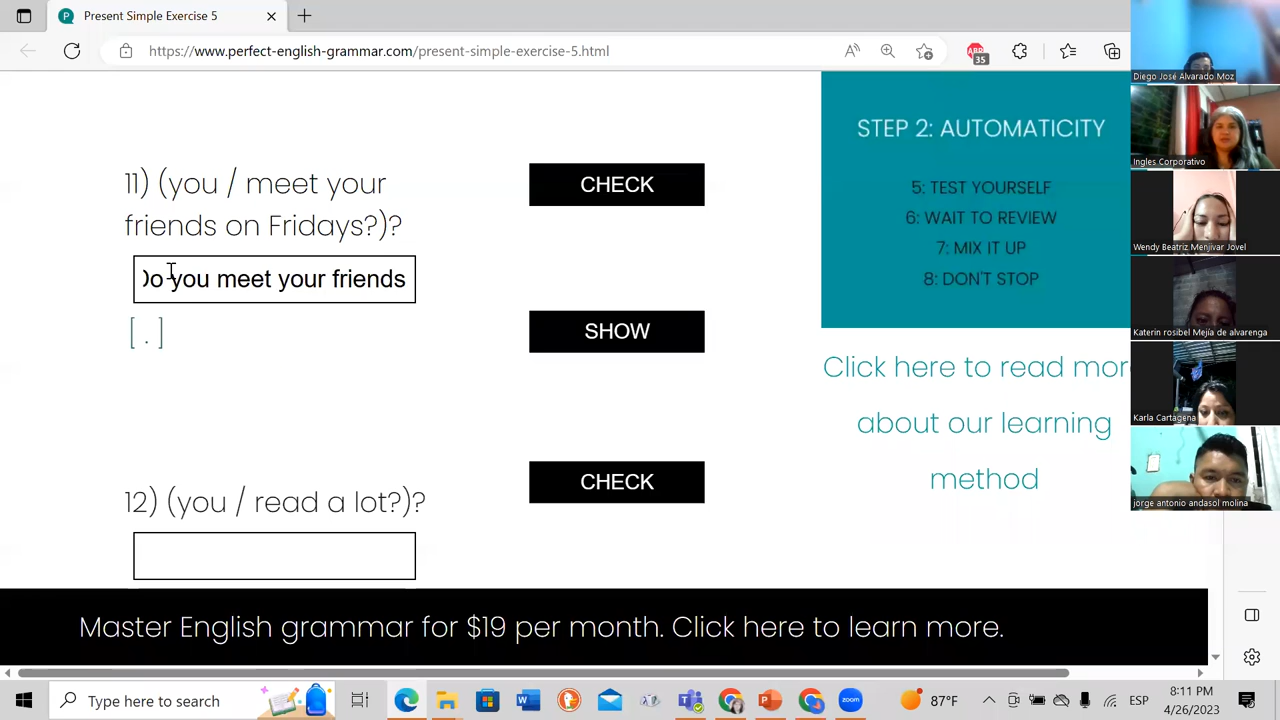 Present Simple Exercise 5
https://www.perfect-english-grammar.com/present-simple-exercise-5.html
35
11) (you / meet your
friends on Fridays?)?
CHECK
Do you meet your friends
[ . ]
SHOW
12) (you / read a lot?)?
CHECK
STEP 2: AUTOMATICITY
5: TEST YOURSELF
6: WAIT TO REVIEW
7: MIX IT UP
8: DON'T STOP
Click here to read mor
about our learning
method
Diego José Alvarado Moz
Ingles Corporativo
Wendy Beatriz Menjivar Jovel
Katerin rosibel Mejía de alvarenga
Karla Cartagena
jorge antonio andasol molina
Master English grammar for $19 per month. Click here to learn more.
Type here to search
87°F
ESP
8:11 PM
4/26/2023